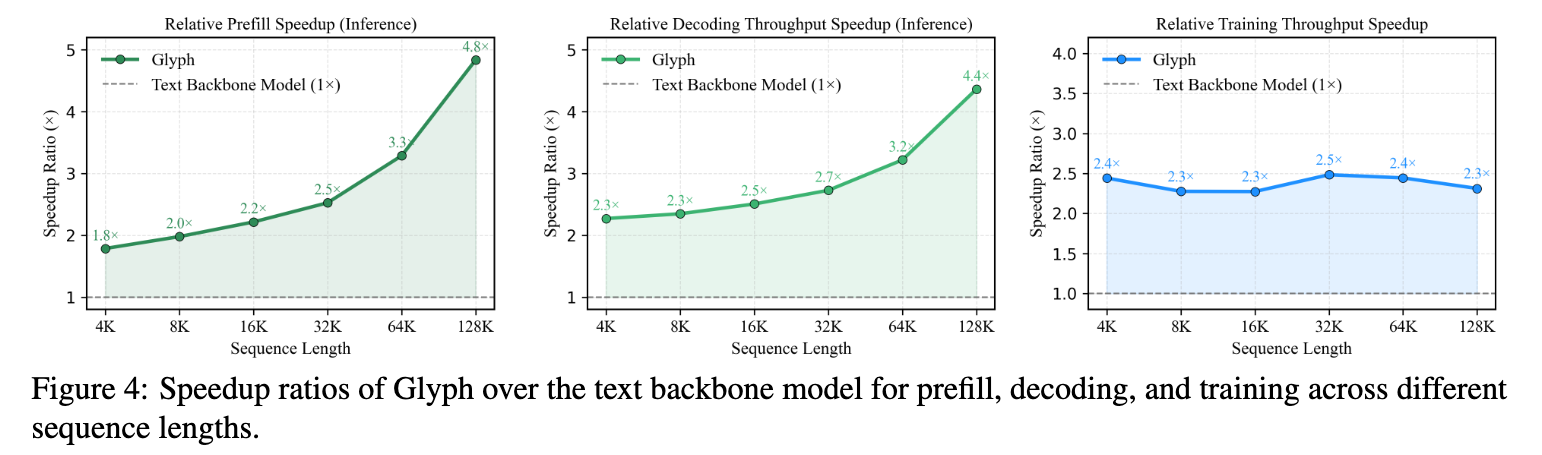 Relative Prefill Speedup (Inference)
Speedup Ratio (×)
5
4
3
2
1
Glyph
Text Backbone Model (1×)
1.8×
2.0×
2.2×
2.5×
3.3×
4.8×
4K 8K 16K 32K 64K 128K
Sequence Length
Relative Decoding Throughput Speedup (Inference)
Speedup Ratio (×)
5
4
3
2
1
Glyph
Text Backbone Model (1×)
2.3×
2.3×
2.5×
2.7×
3.2×
4.4×
4K 8K 16K 32K 64K 128K
Sequence Length
Relative Training Throughput Speedup
Speedup Ratio (×)
4.0
3.5
3.0
2.5
2.0
1.5
1.0
Glyph
Text Backbone Model (1×)
2.4×
2.3×
2.3×
2.5×
2.4×
2.3×
4K 8K 16K 32K 64K 128K
Sequence Length
Figure 4: Speedup ratios of Glyph over the text backbone model for prefill, decoding, and training across different
sequence lengths.